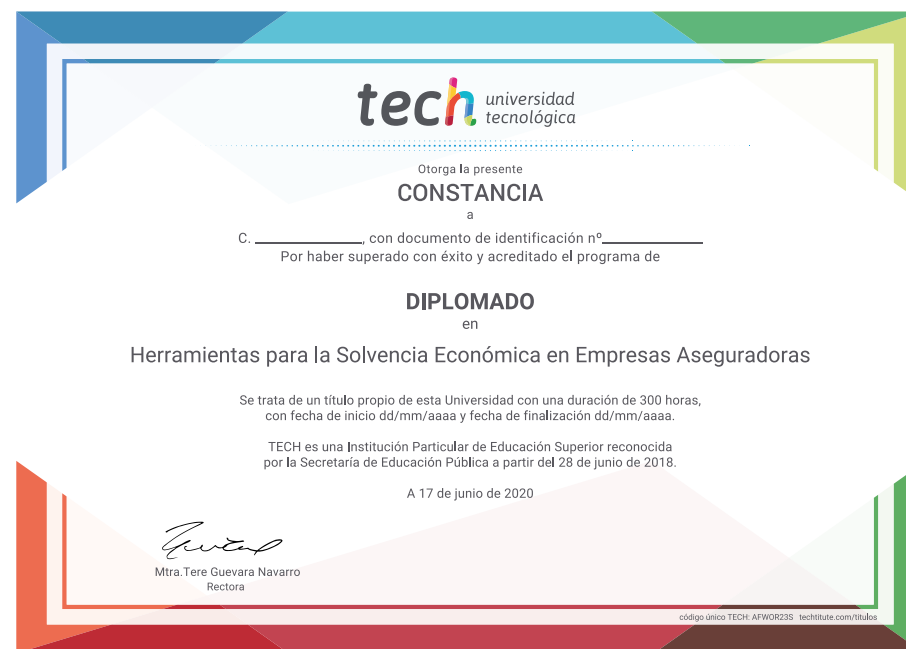 tech universidad
tecnológica
Otorga la presente
CONSTANCIA
a
C. ____________, con documento de identificación nº____________
Por haber superado con éxito y acreditado el programa de
DIPLOMADO
en
Herramientas para la Solvencia Económica en Empresas Aseguradoras
Se trata de un título propio de esta Universidad con una duración de 300 horas,
con fecha de inicio dd/mm/aaaa y fecha de finalización dd/mm/aaaa.
TECH es una Institución Particular de Educación Superior reconocida
por la Secretaría de Educación Pública a partir del 28 de junio de 2018.
A 17 de junio de 2020
Mtra.Tere Guevara Navarro
Rectora
código único TECH: AFWOR23S techtitute.com/titulos